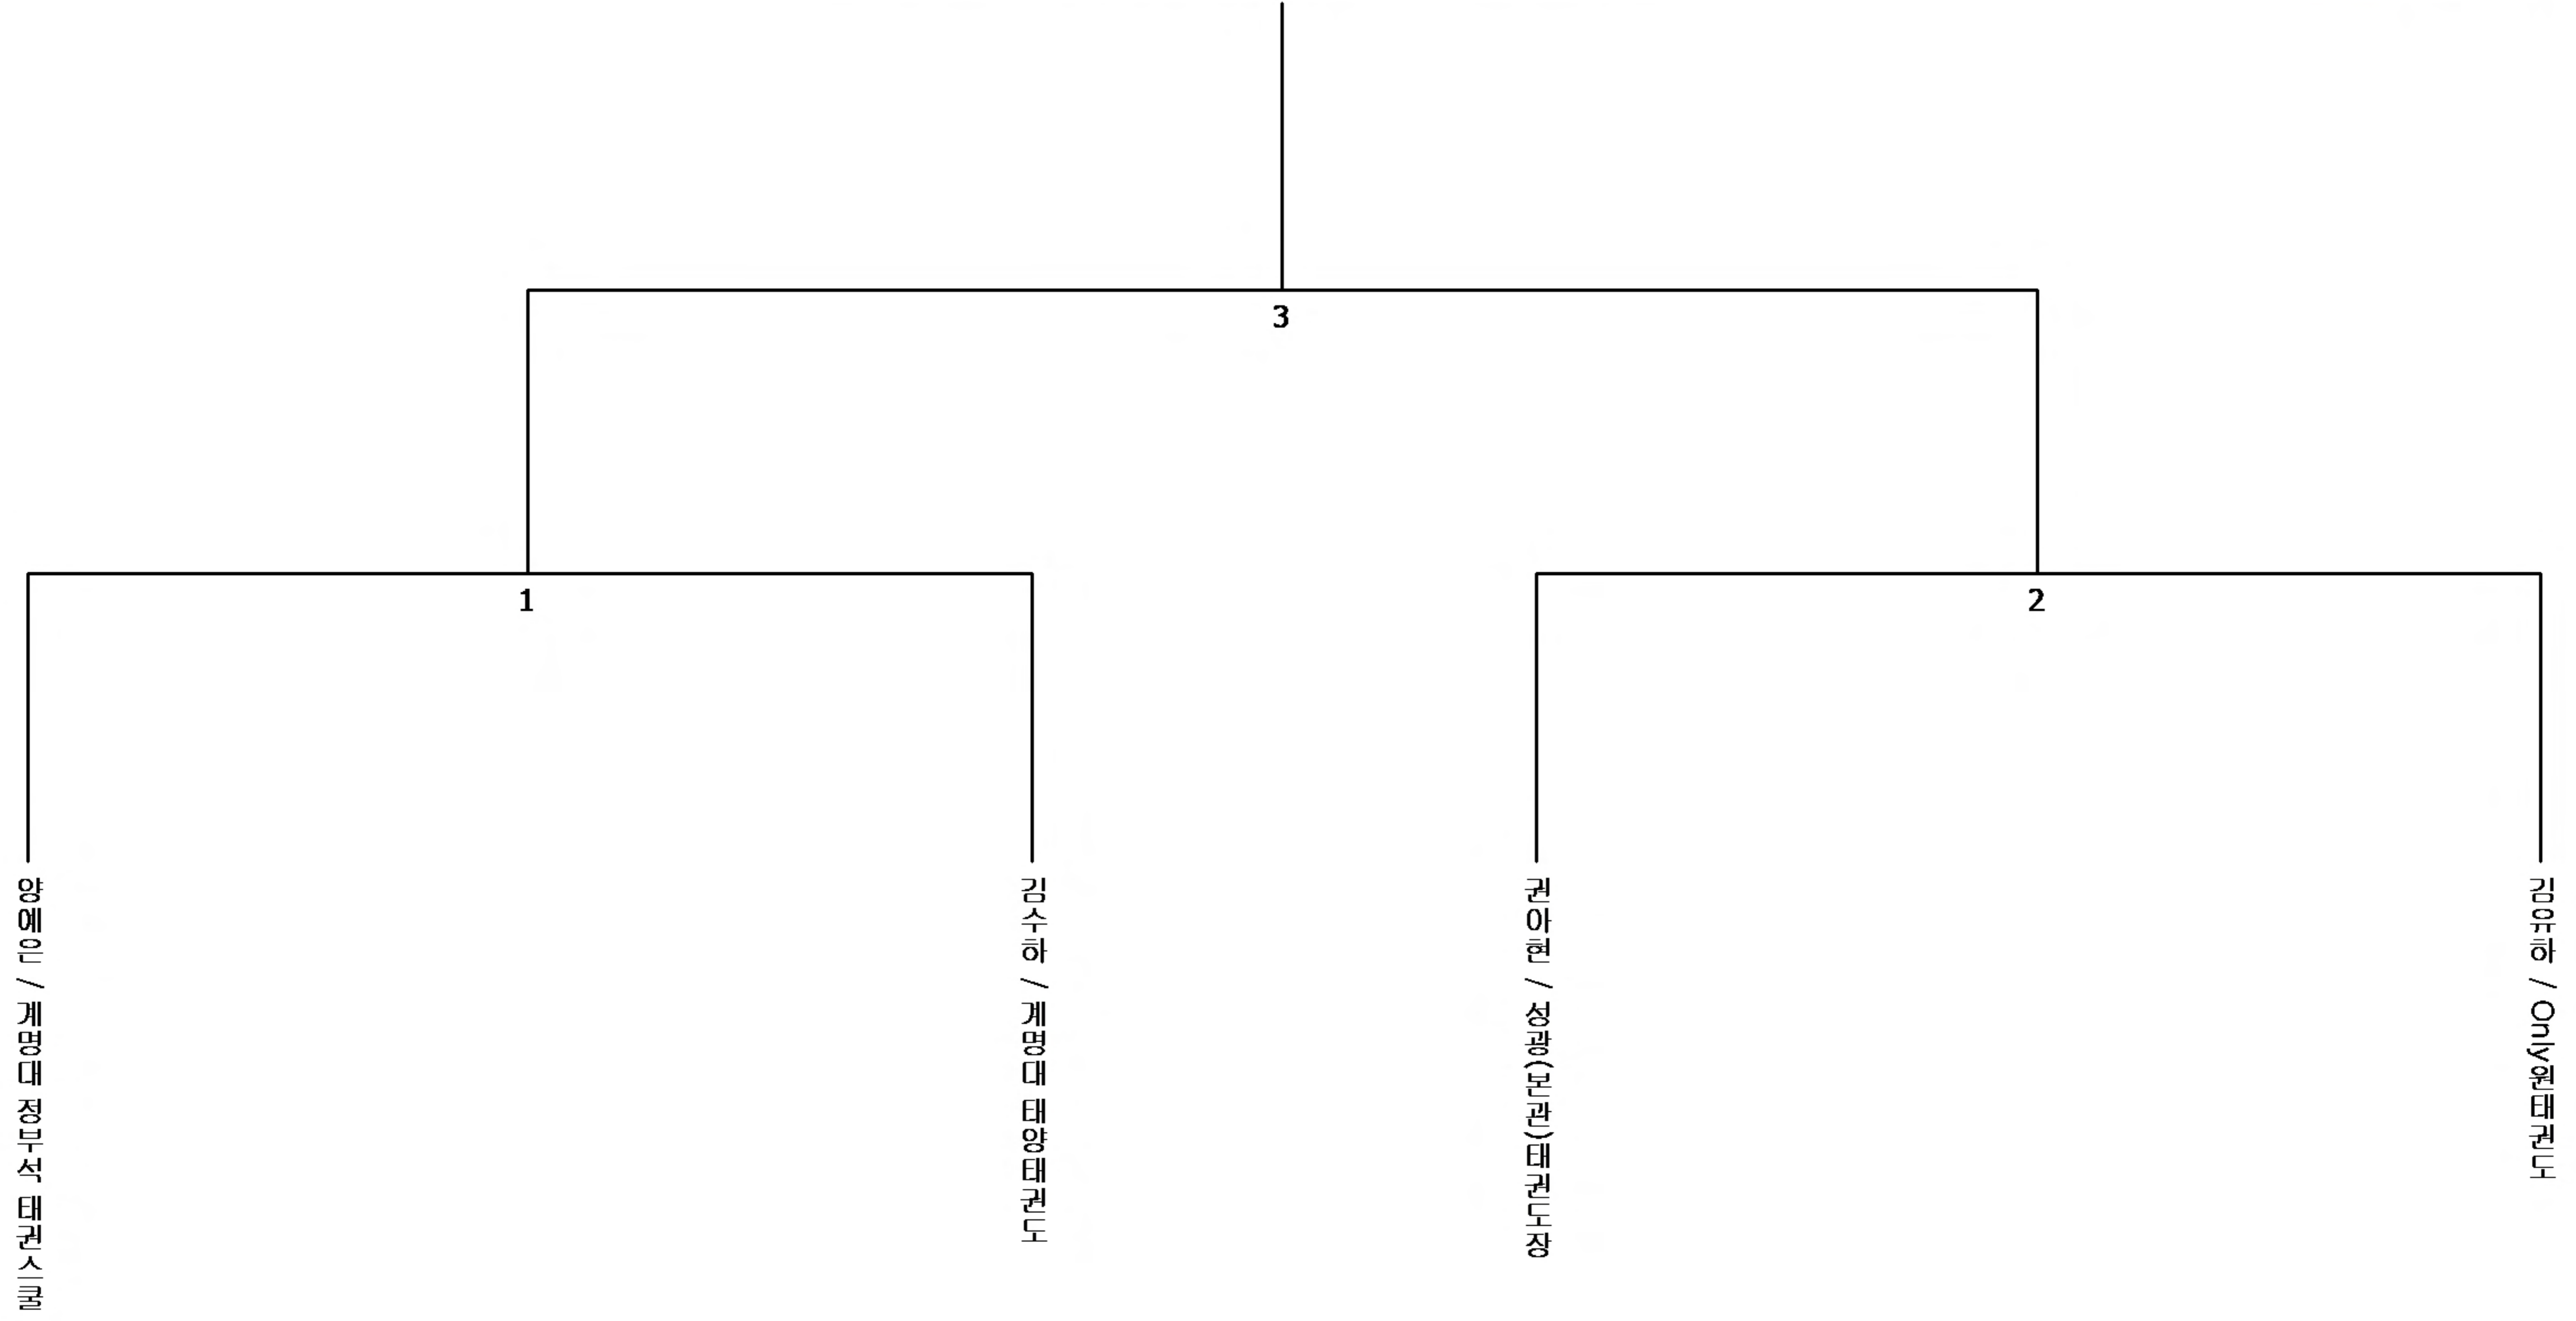 3
1
2
양예은 / 계명대 정부석 태권스쿨
김수하 / 계명대 태양태권도
권아현 / 성광(본관)태권도장
김유하 / Only원태권도